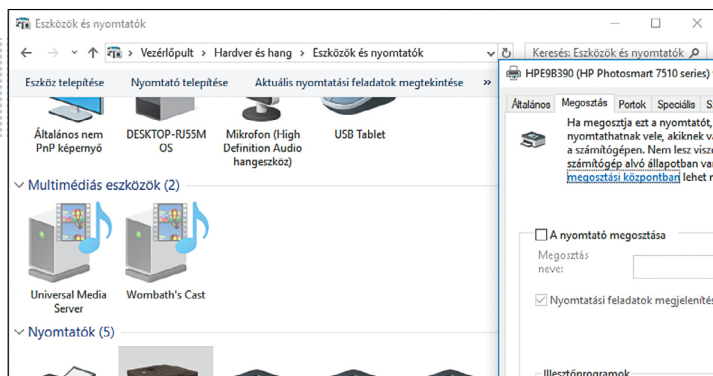 Eszközök és nyomtatók
Vezérlőpult > Hardver és hang > Eszközök és nyomtatók
Keresés: Eszközök és nyomtatók
Eszköz telepítése Nyomtató telepítése Aktuális nyomtatási feladatok megtekintése »
Általános nem
PnP képernyő
DESKTOP-RJ55M
OS
Mikrofon (High
Definition Audio
hangeszköz)
USB Tablet
Multimédiás eszközök (2)
Universal Media
Server
Wombath's Cast
Nyomtatók (5)
HPE9B390 (HP Photosmart 7510 series)
Általános Megosztás Portok Speciális
Ha megosztja ezt a nyomtatót,
nyomtathatnak vele, akiknek
a számítógépen. Nem lesz
számítógép alvó állapotban
megosztási központban lehet
A nyomtató megosztása
Megosztás
neve:
Nyomtatási feladatok
Illesztőprogramok